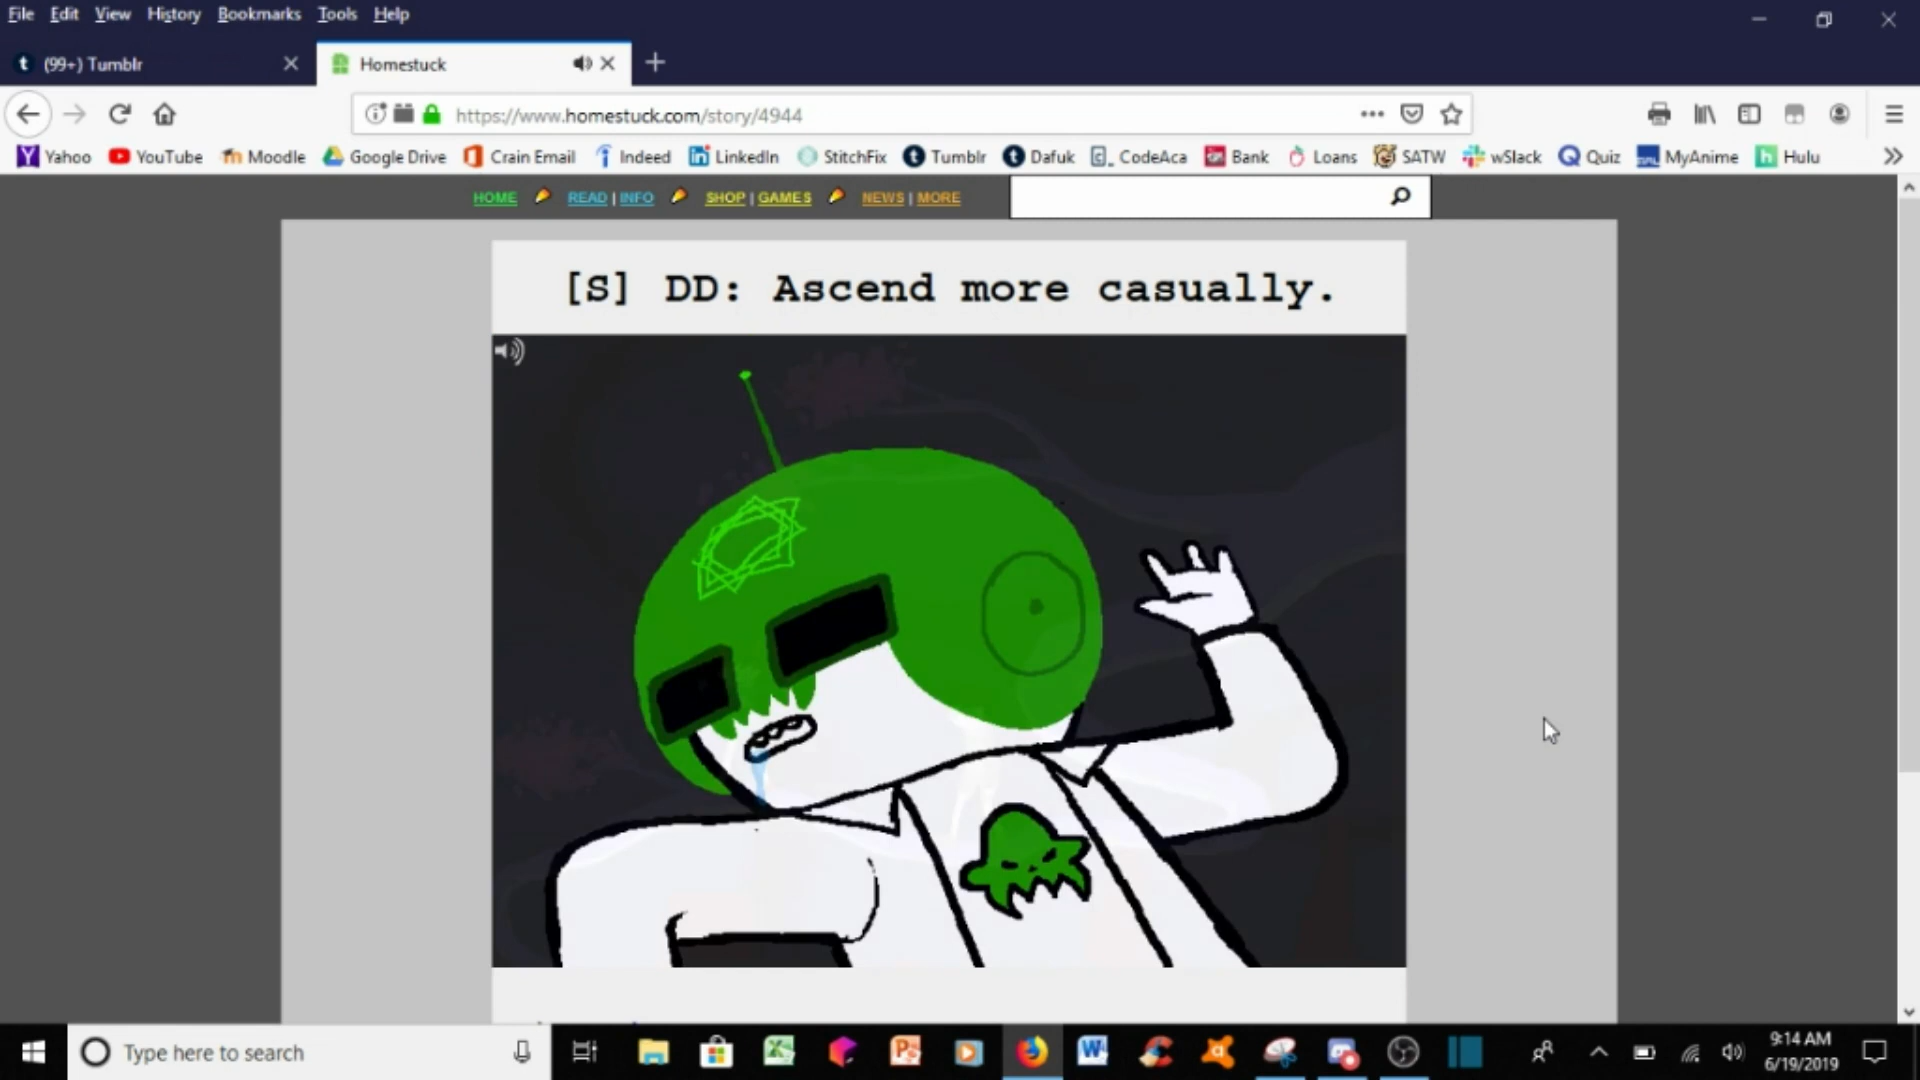 File Edit View History Bookmarks Tools Help
(99+) Tumblr
Homestuck
https://www.homestuck.com/story/4944
Yahoo YouTube Moodle Google Drive Crain Email Indeed LinkedIn StitchFix Tumblr Dafuk CodeAca Bank Loans SATW wSlack Quiz MyAnime Hulu
HOME READ | INFO SHOP | GAMES NEWS | MORE
[S] DD: Ascend more casually.
Type here to search
9:14 AM
6/19/2019